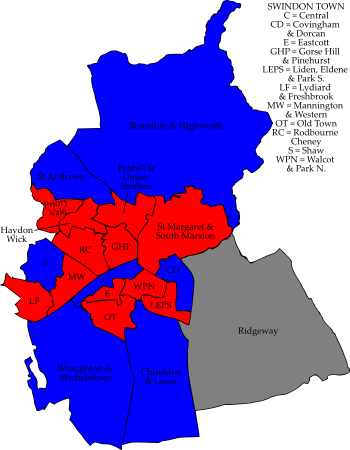 SWINDON TOWN
C = Central
CD = Covingham
& Dorcan
E = Eastcott
GHP = Gorse Hill
& Pinehurst
LEPS = Liden, Eldene
& Park S.
LF = Lydiard
& Freshbrook
MW = Mannington
& Western
OT = Old Town
RC = Rodbourne
Cheney
S = Shaw
WPN = Walcot
& Park N.
Blunsdon & Highworth
Penhill &
Upper
Stratton
St Andrews
Priory
Vale
Haydon
Wick
St Margaret &
South Marston
RC
GHP
S
MW
C
CD
E
WPN
LEPS
LF
OT
Ridgeway
Wroughton &
Wichelstowe
Chiseldon
& Lawn